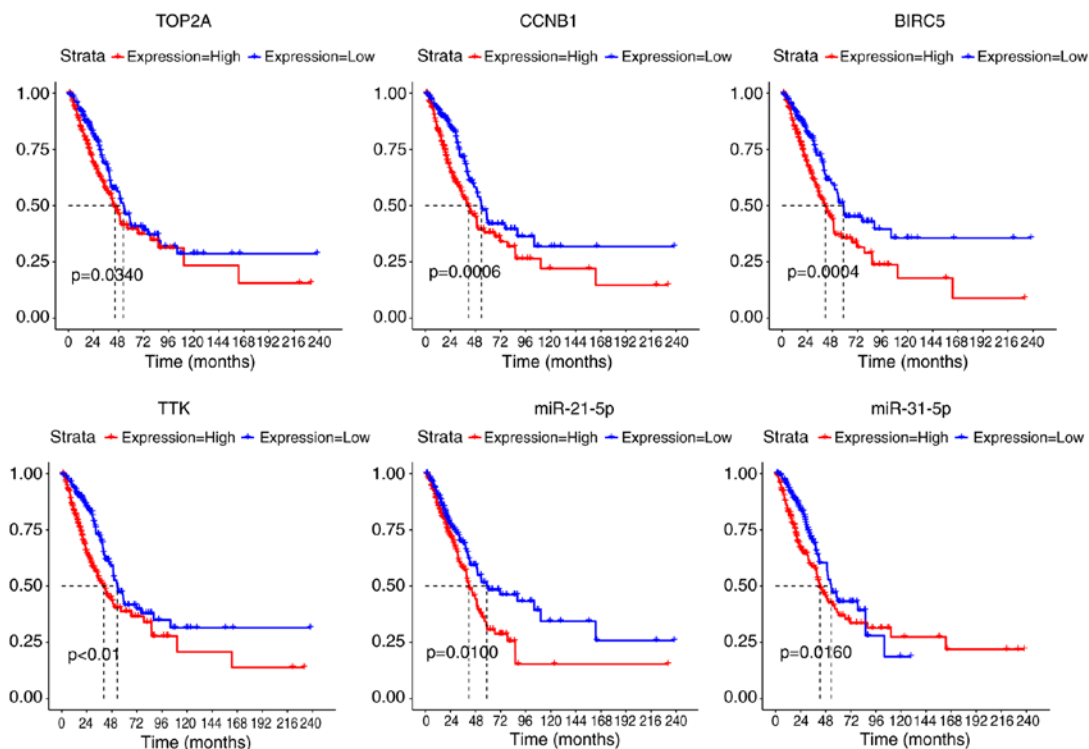 TOP2A
CCNB1
BIRC5
Strata Expression=High Expression=Low
Strata Expression=High Expression=Low
Strata Expression=High Expression=Low
1.00
0.75
0.50
0.25
0.00
p=0.0340
0 24 48 72 96 120 144 168 192 216 240
Time (months)
1.00
0.75
0.50
0.25
0.00
p=0.0006
0 24 48 72 96 120 144 168 192 216 240
Time (months)
1.00
0.75
0.50
0.25
0.00
p=0.0004
0 24 48 72 96 120 144 168 192 216 240
Time (months)
TTK
miR-21-5p
miR-31-5p
Strata Expression=High Expression=Low
Strata Expression=High Expression=Low
Strata Expression=High Expression=Low
1.00
0.75
0.50
0.25
0.00
p<0.01
0 24 48 72 96 120 144 168 192 216 240
Time (months)
1.00
0.75
0.50
0.25
0.00
p=0.0100
0 24 48 72 96 120 144 168 192 216 240
Time (months)
1.00
0.75
0.50
0.25
0.00
p=0.0160
0 24 48 72 96 120 144 168 192 216 240
Time (months)